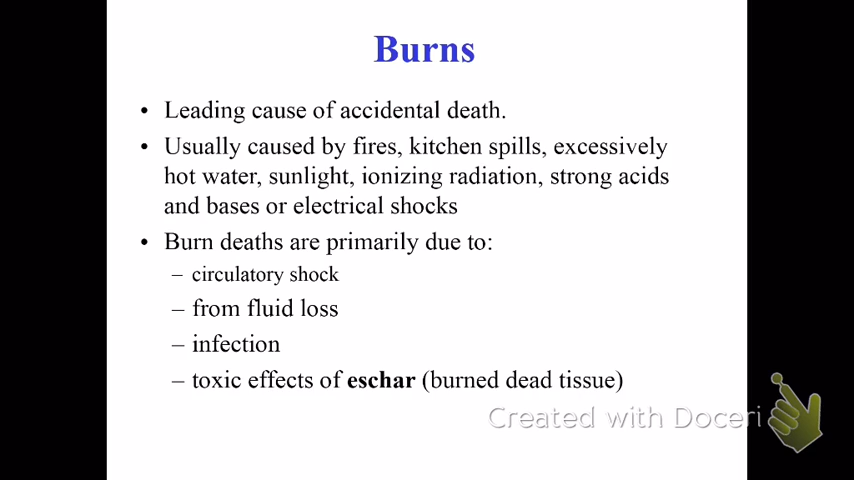 Burns
• Leading cause of accidental death.
• Usually caused by fires, kitchen spills, excessively
hot water, sunlight, ionizing radiation, strong acids
and bases or electrical shocks
• Burn deaths are primarily due to:
– circulatory shock
– from fluid loss
– infection
– toxic effects of eschar (burned dead tissue)
Created with Doceri